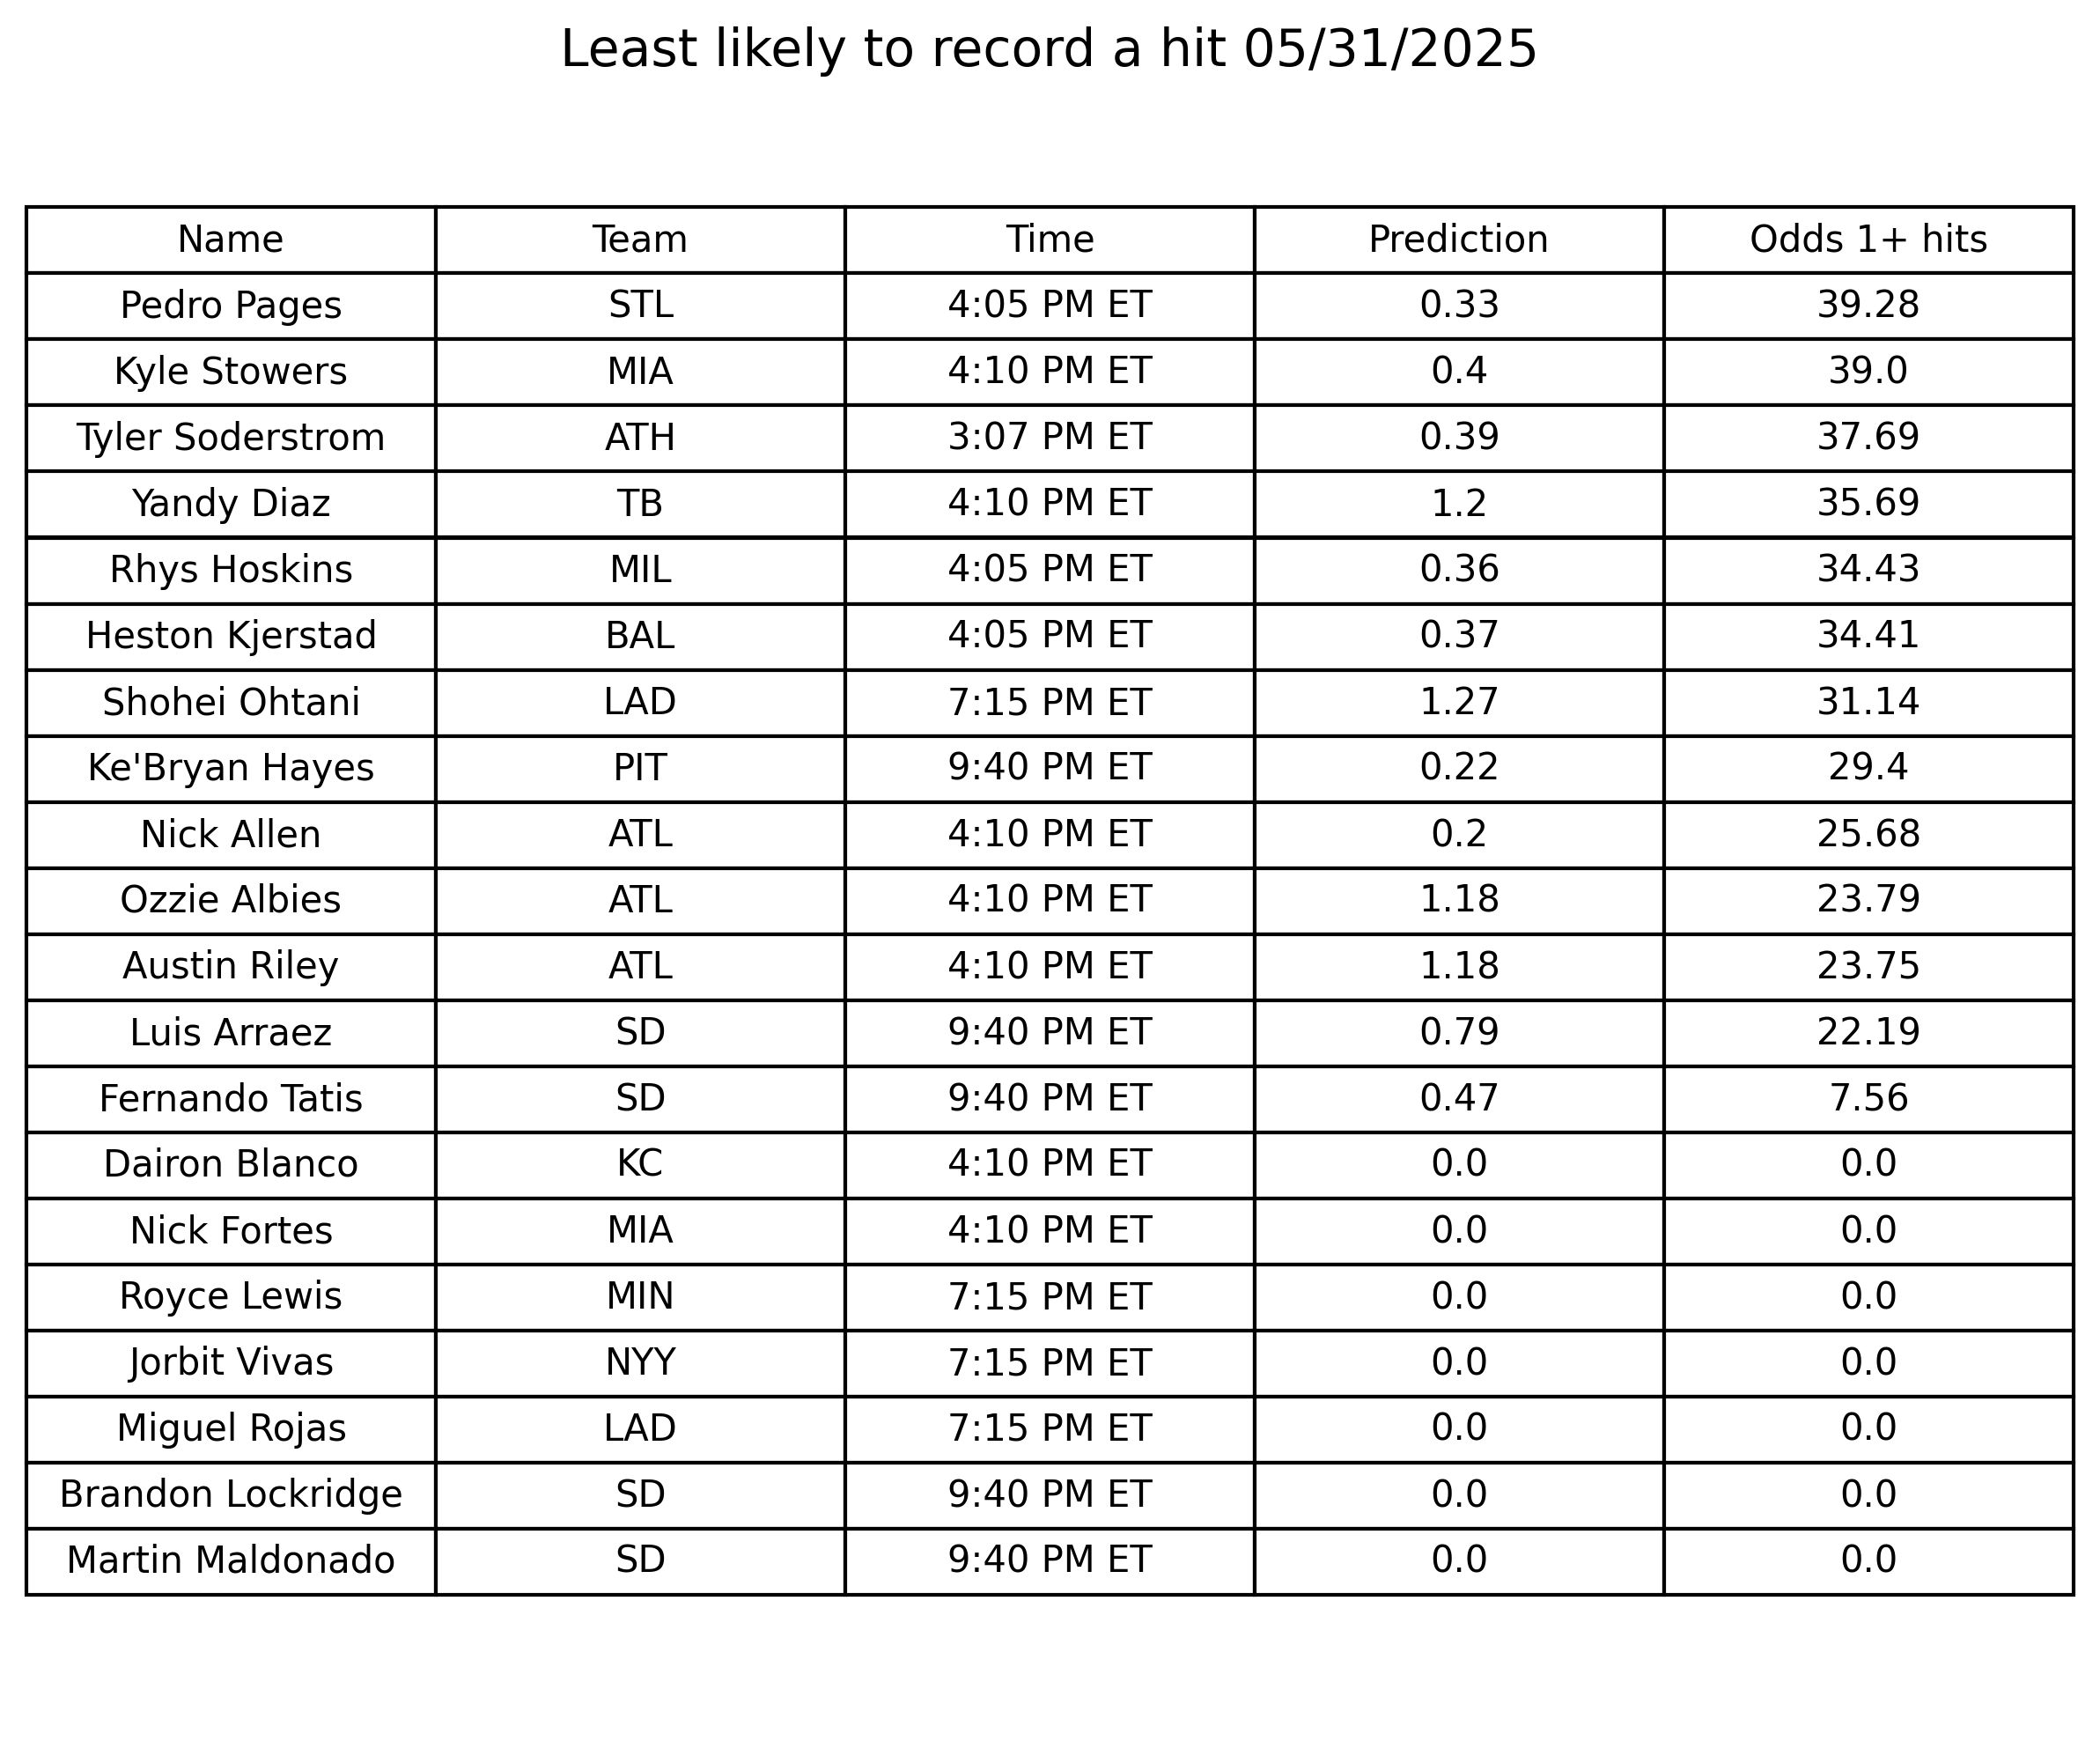 Least likely to record a hit 05/31/2025
Name Team Time Prediction Odds 1+ hits
Pedro Pages STL 4:05 PM ET 0.33 39.28
Kyle Stowers MIA 4:10 PM ET 0.4 39.0
Tyler Soderstrom ATH 3:07 PM ET 0.39 37.69
Yandy Diaz TB 4:10 PM ET 1.2 35.69
Rhys Hoskins MIL 4:05 PM ET 0.36 34.43
Heston Kjerstad BAL 4:05 PM ET 0.37 34.41
Shohei Ohtani LAD 7:15 PM ET 1.27 31.14
Ke'Bryan Hayes PIT 9:40 PM ET 0.22 29.4
Nick Allen ATL 4:10 PM ET 0.2 25.68
Ozzie Albies ATL 4:10 PM ET 1.18 23.79
Austin Riley ATL 4:10 PM ET 1.18 23.75
Luis Arraez SD 9:40 PM ET 0.79 22.19
Fernando Tatis SD 9:40 PM ET 0.47 7.56
Dairon Blanco KC 4:10 PM ET 0.0 0.0
Nick Fortes MIA 4:10 PM ET 0.0 0.0
Royce Lewis MIN 7:15 PM ET 0.0 0.0
Jorbit Vivas NYY 7:15 PM ET 0.0 0.0
Miguel Rojas LAD 7:15 PM ET 0.0 0.0
Brandon Lockridge SD 9:40 PM ET 0.0 0.0
Martin Maldonado SD 9:40 PM ET 0.0 0.0